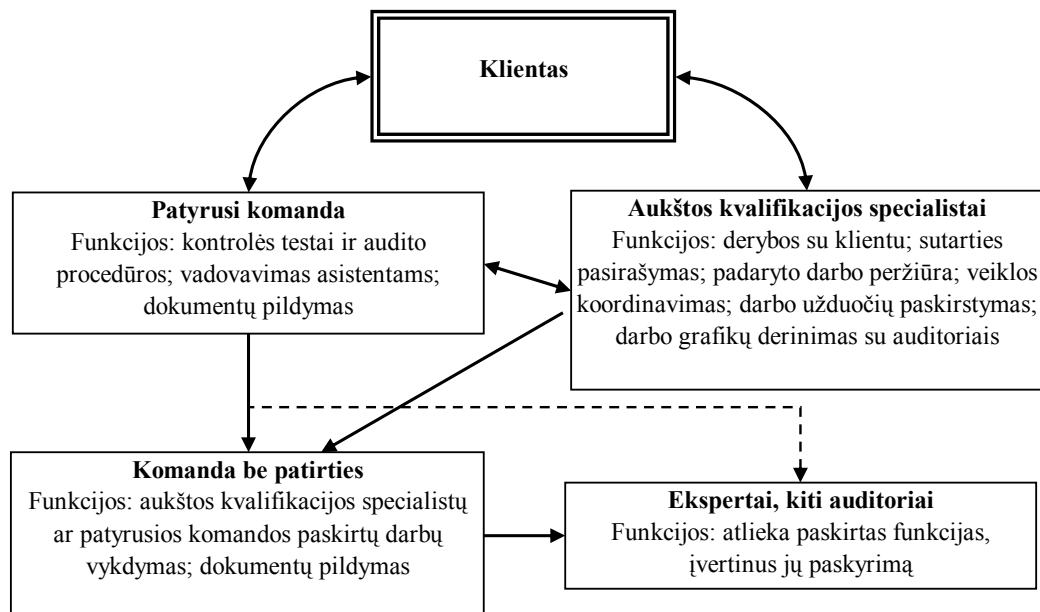 Klientas
Patyrusi komanda
Funkcijos: kontrolės testai ir audito
procedūros; vadovavimas asistentams;
dokumentų pildymas
Aukštos kvalifikacijos specialistai
Funkcijos: derybos su klientu; sutarties
pasirašymas; padaryto darbo peržiūra; veiklos
koordinavimas; darbo užduočių paskirstymas;
darbo grafikų derinimas su auditoriais
Komanda be patirties
Funkcijos: aukštos kvalifikacijos specialistų
ar patyrusios komandos paskirtų darbų
vykdymas; dokumentų pildymas
Ekspertai, kiti auditoriai
Funkcijos: atlieka paskirtas funkcijas,
įvertinus jų paskyrimą